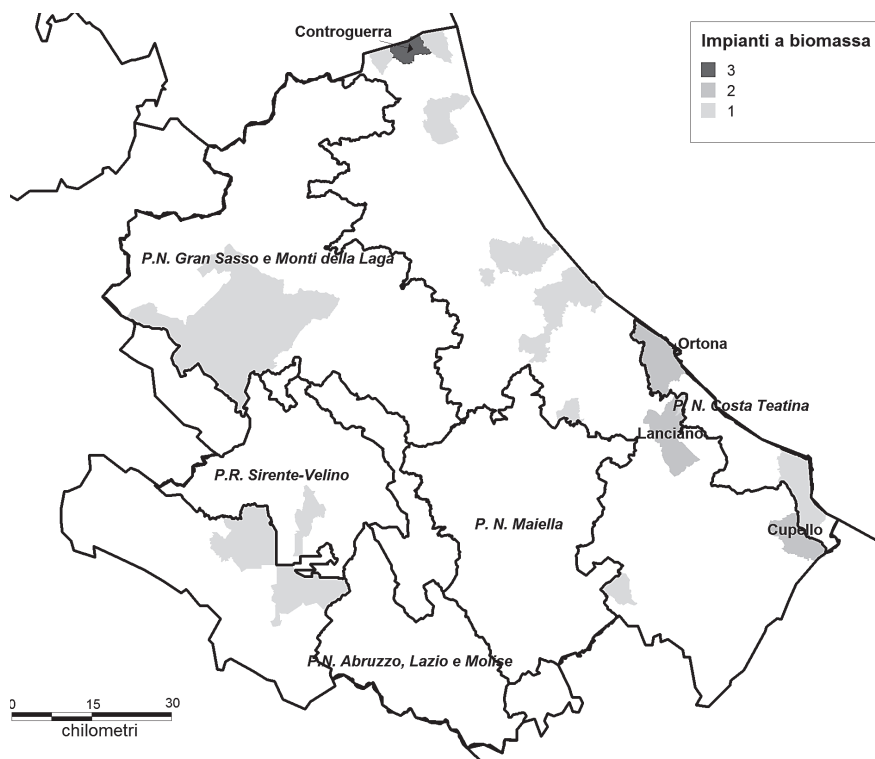 Controguerra
Impianti a biomassa
3
2
1
P.N. Gran Sasso e Monti della Laga
Ortona
P. N. Costa Teatina
Lanciano
P.R. Sirente-Velino
P. N. Maiella
Cupello
P.N. Abruzzo, Lazio e Molise
0 15 30
chilometri